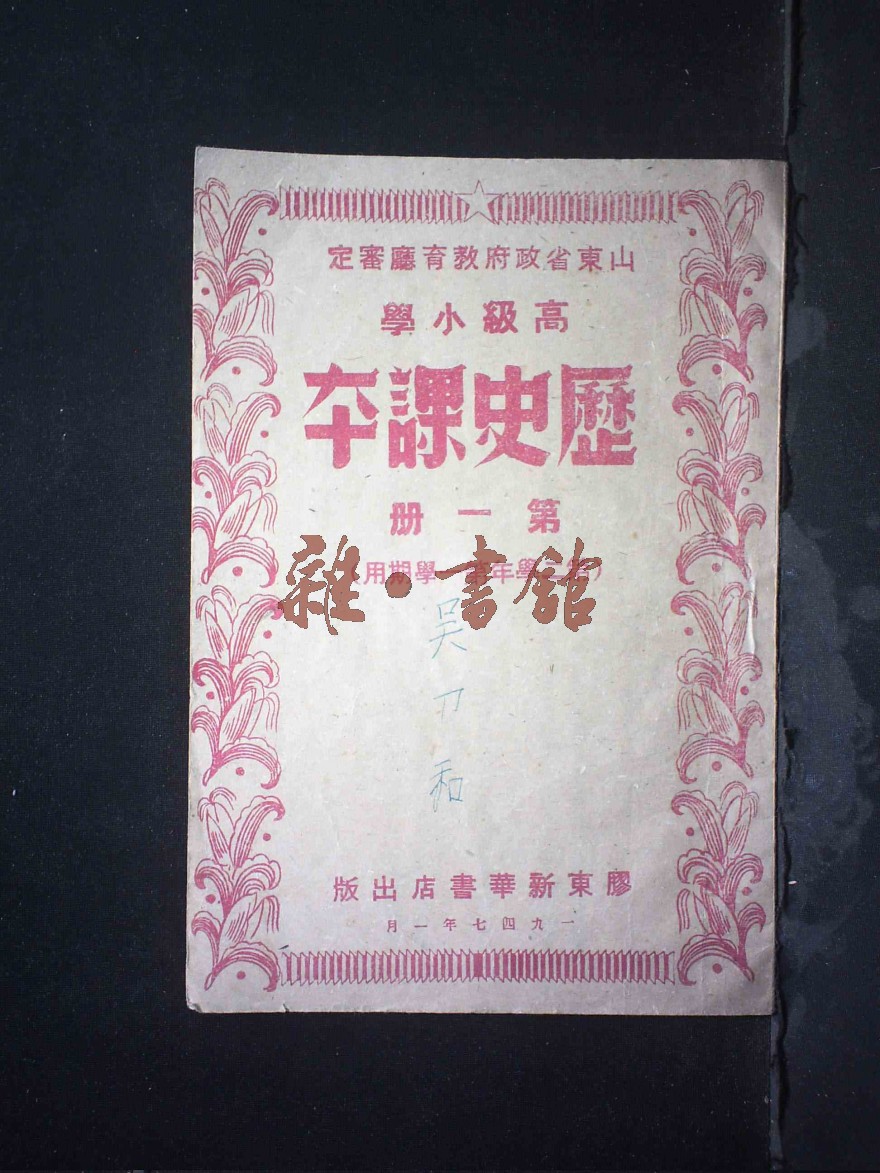 山東省政府教育廳審定
高級小學
歷史課本
第一册
學年第一學期用）
雜·書館
吴
和
膠東新華書店出版
一九四七年一月